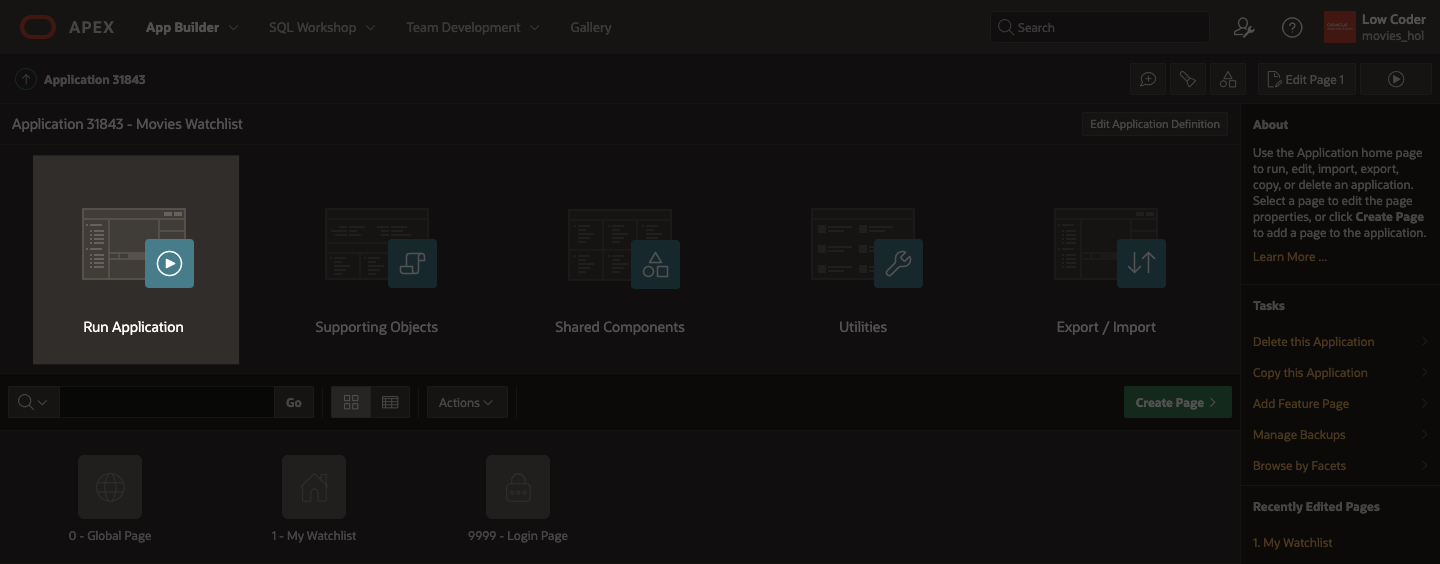 APEX App Builder SQL Workshop Team Development Gallery Search Low Coder
movies_hol
Application 31843 Edit Page 1
Application 31843 - Movies Watchlist Edit Application Definition
Run Application Supporting Objects Shared Components Utilities Export / Import
Go Actions Create Page
0 - Global Page 1 - My Watchlist 9999 - Login Page
About
Use the Application home page
to run, edit, import, export,
copy, or delete an application.
Select a page to edit the page
properties, or click Create Page
to add a page to the application.
Learn More ...
Tasks
Delete this Application
Copy this Application
Add Feature Page
Manage Backups
Browse by Facets
Recently Edited Pages
1. My Watchlist